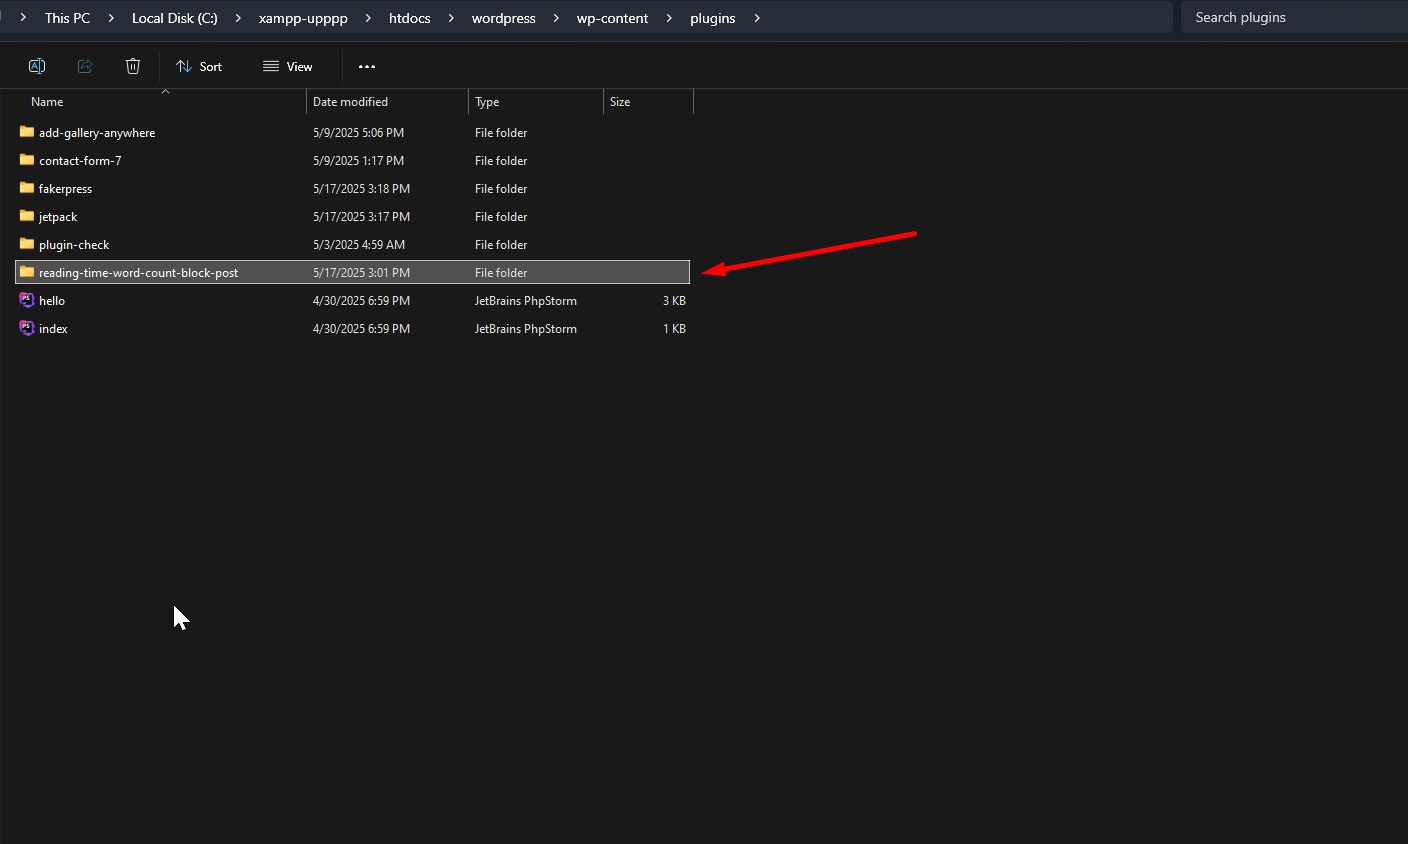 This PC > Local Disk (C:) > xampp-upppp > htdocs > wordpress > wp-content > plugins > Search plugins
Sort View
Name Date modified Type Size
add-gallery-anywhere 5/9/2025 5:06 PM File folder
contact-form-7 5/9/2025 1:17 PM File folder
fakerpress 5/17/2025 3:18 PM File folder
jetpack 5/17/2025 3:17 PM File folder
plugin-check 5/3/2025 4:59 AM File folder
reading-time-word-count-block-post 5/17/2025 3:01 PM File folder
hello 4/30/2025 6:59 PM JetBrains PhpStorm 3 KB
index 4/30/2025 6:59 PM JetBrains PhpStorm 1 KB